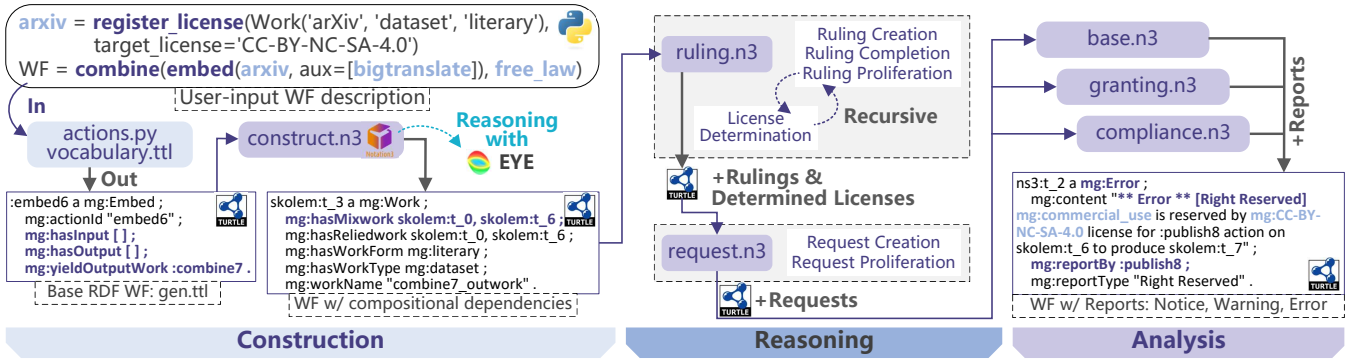 arxiv = register_license(Work('arXiv', 'dataset', 'literary'),
target_license='CC-BY-NC-SA-4.0')
WF = combine(embed(arxiv, aux=[bigtranslate]), free_law)
User-input WF description
In
actions.py
vocabulary.ttl
Out
:embed6 a mg:Embed ;
mg:actionId "embed6" ;
mg:hasInput [ ] ;
mg:hasOutput [ ] ;
mg:yieldOutputWork :combine7 .
TURTLE
Base RDF WF: gen.ttl
construct.n3
Notation3
Reasoning
with
EYE
skolem:t_3 a mg:Work ;
mg:hasMixwork skolem:t_0, skolem:t_6 ;
mg:hasReliedwork skolem:t_0, skolem:t_6 ;
mg:hasWorkForm mg:literary ;
mg:hasWorkType mg:dataset ;
mg:workName "combine7_outwork" .
TURTLE
WF w/ compositional dependencies
Construction
ruling.n3
Ruling Creation
Ruling Completion
Ruling Proliferation
License
Determination
Recursive
TURTLE
+Rulings &
Determined Licenses
request.n3
Request Creation
Request Proliferation
TURTLE
+Requests
Reasoning
base.n3
granting.n3
compliance.n3
+Reports
ns3:t_2 a mg:Error ;
mg:content "** Error ** [Right Reserved]
mg:commercial_use is reserved by mg:CC-BY-
NC-SA-4.0 license for :publish8 action on
skolem:t_6 to produce skolem:t_7" ;
mg:reportBy :publish8 ;
mg:reportType "Right Reserved" .
TURTLE
WF w/ Reports: Notice, Warning, Error
Analysis